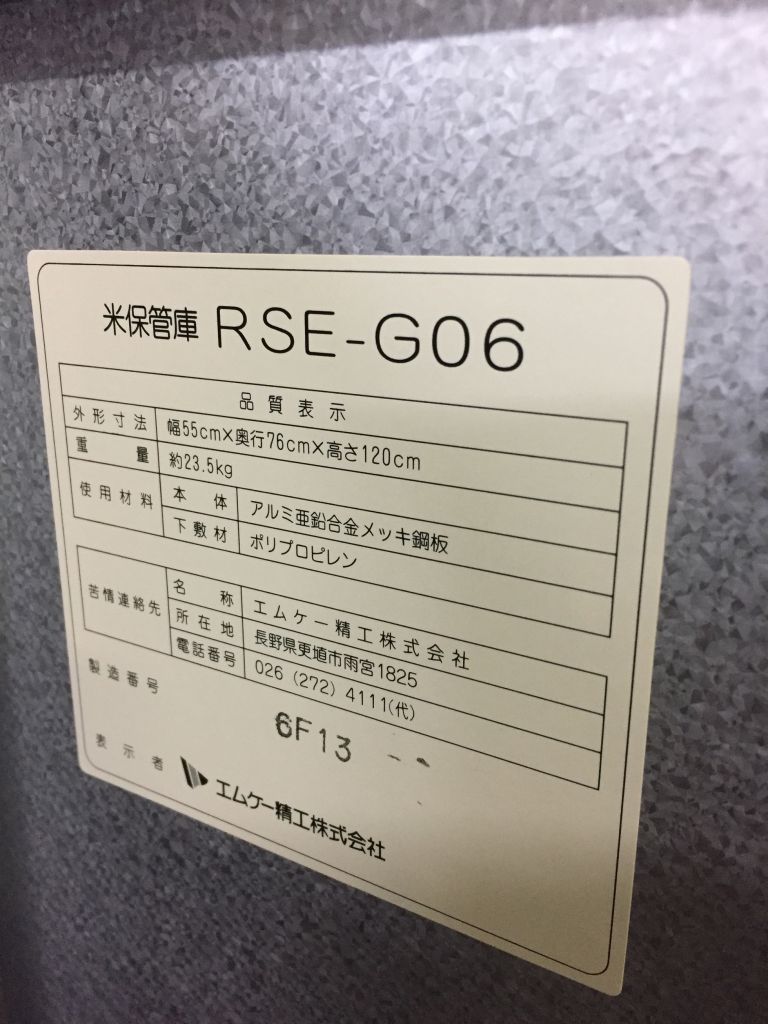 米保管庫 RSE-G06
品質表示
外形寸法 幅55cm×奥行76cm×高さ120cm
重量 約23.5kg
使用材料 本体 アルミ亜鉛合金メッキ鋼板
下敷材 ポリプロピレン
苦情連絡先 名称 エムケー精工株式会社
所在地 長野県更埴市雨宮1825
電話番号 026(272)4111(代)
製造番号 6F13
表示者 エムケー精工株式会社